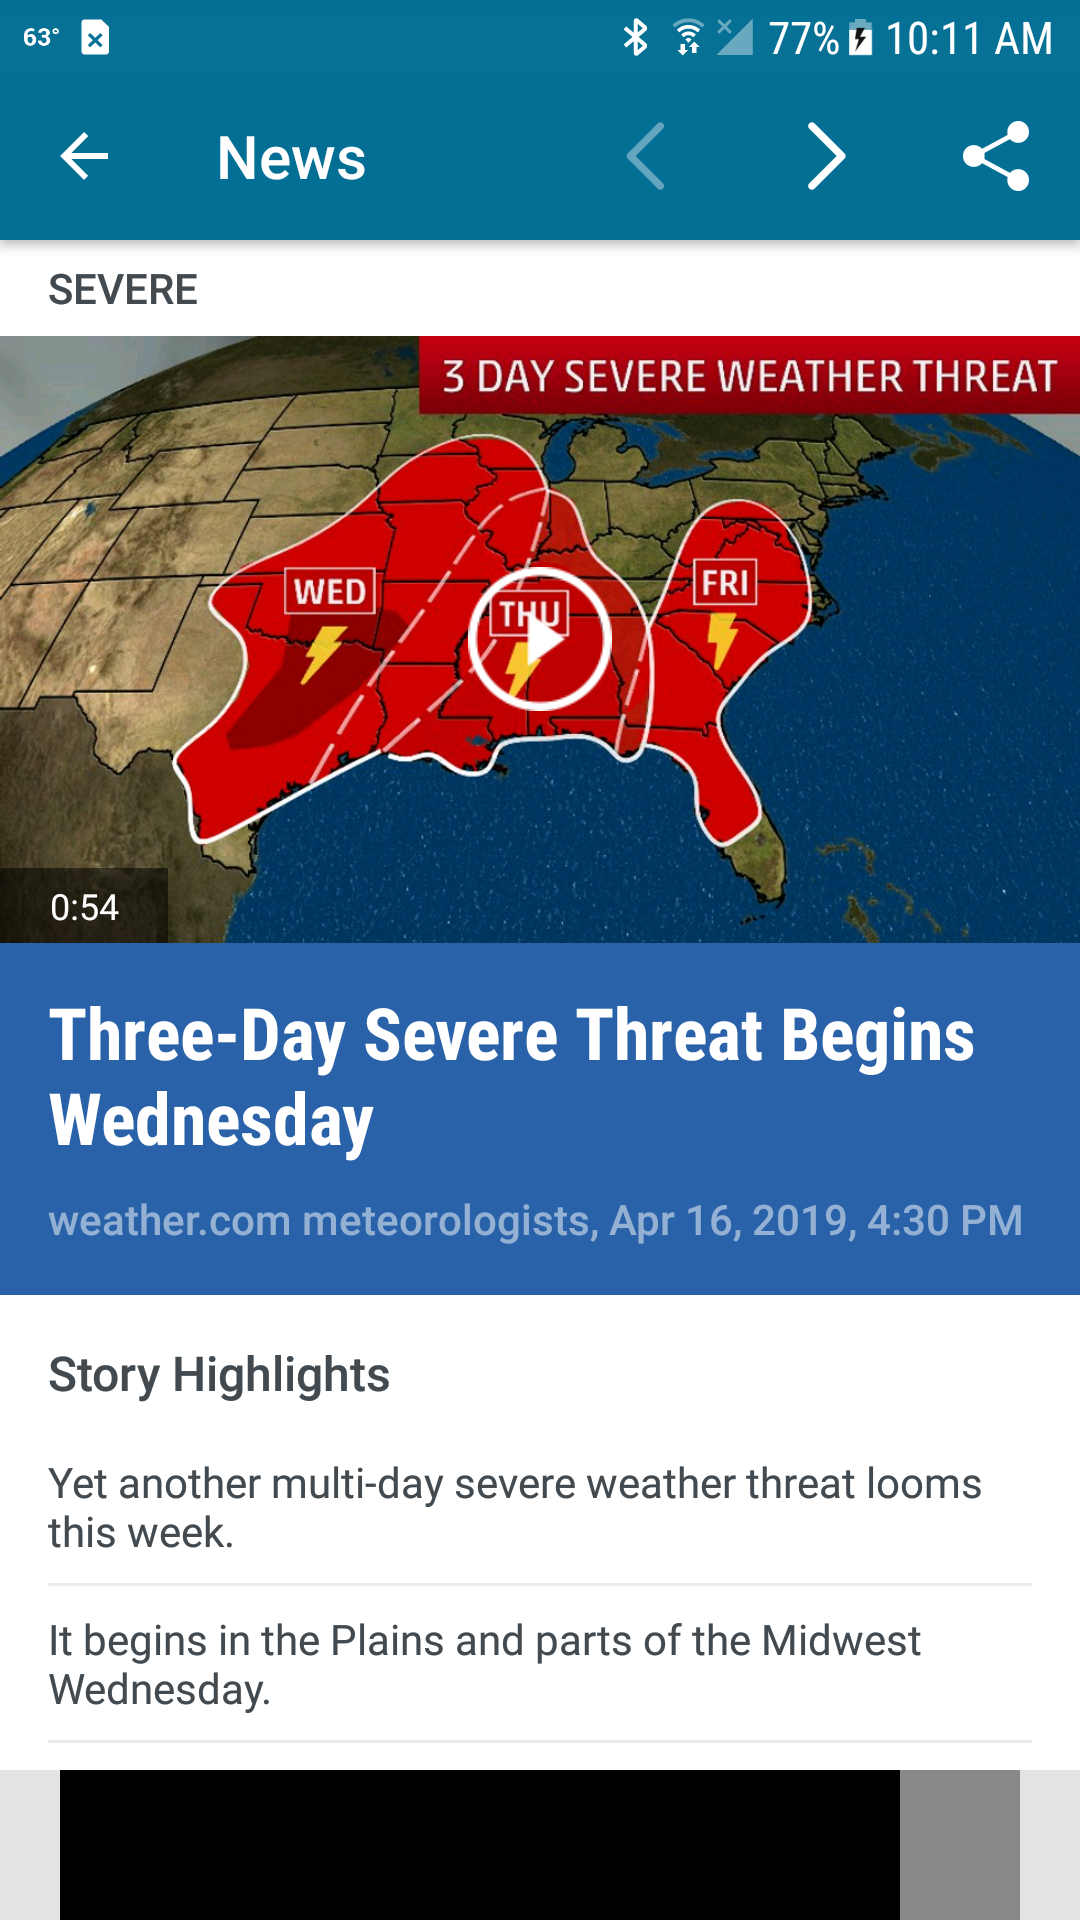 63°
77% 10:11 AM
News
SEVERE
3 DAY SEVERE WEATHER THREAT
WED
THU
FRI
0:54
Three-Day Severe Threat Begins
Wednesday
weather.com meteorologists, Apr 16, 2019, 4:30 PM
Story Highlights
Yet another multi-day severe weather threat looms
this week.
It begins in the Plains and parts of the Midwest
Wednesday.